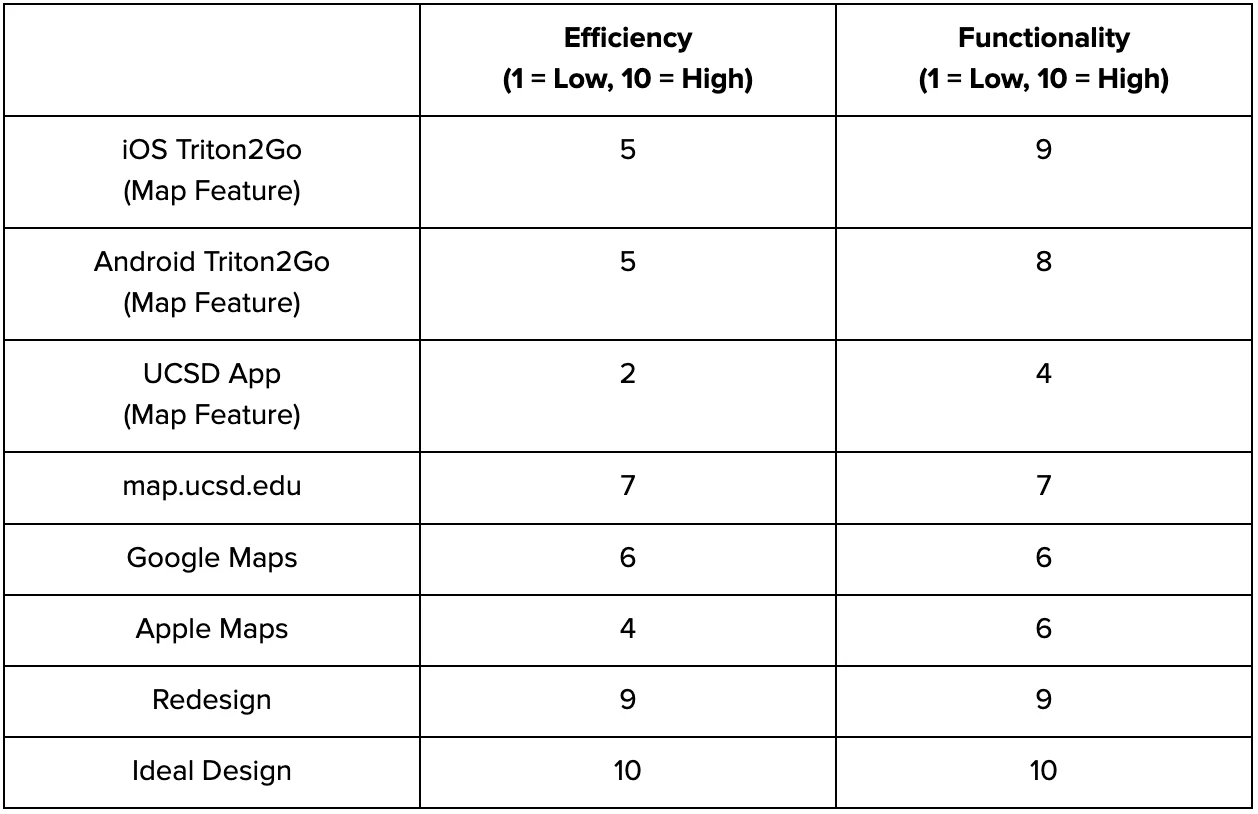 Efficiency
(1 = Low, 10 = High)
Functionality
(1 = Low, 10 = High)
iOS Triton2Go
(Map Feature)
5
9
Android Triton2Go
(Map Feature)
5
8
UCSD App
(Map Feature)
2
4
map.ucsd.edu
7
7
Google Maps
6
6
Apple Maps
4
6
Redesign
9
9
Ideal Design
10
10